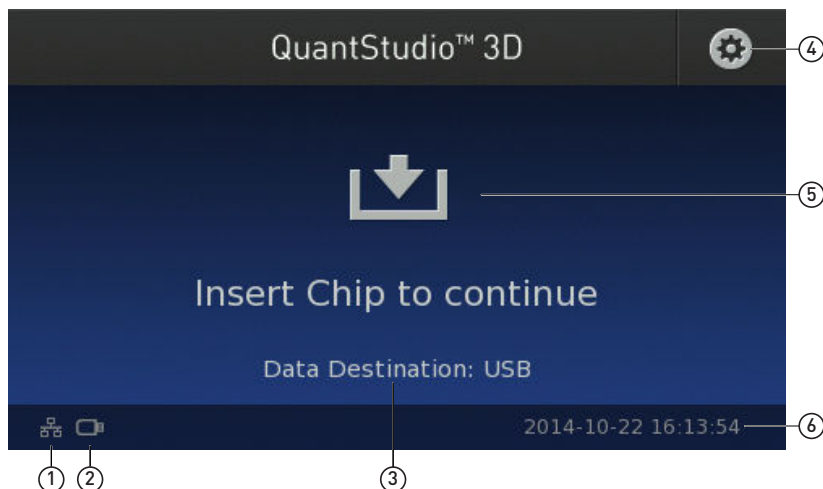 QuantStudio™ 3D
4
5
Insert Chip to continue
Data Destination: USB
2014-10-22 16:13:54
6
1
2
3